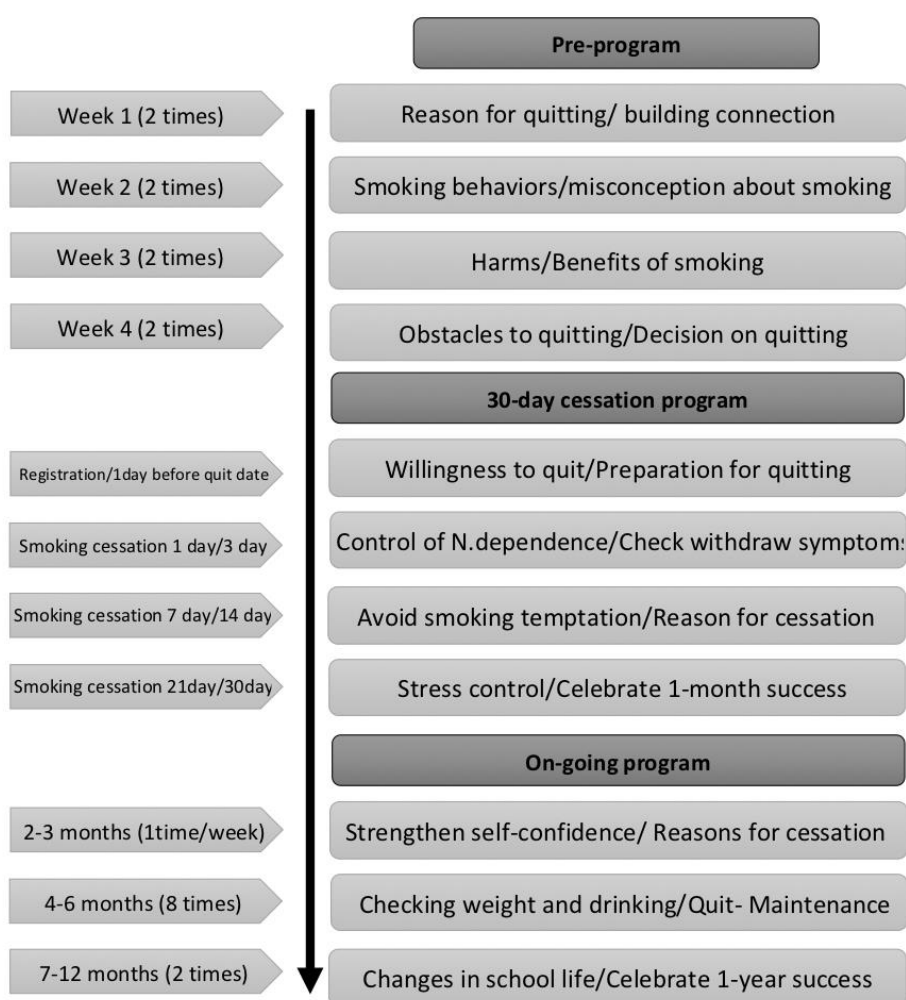 Pre-program
Week 1 (2 times)
Reason for quitting/ building connection
Week 2 (2 times)
Smoking behaviors/misconception about smoking
Week 3 (2 times)
Harms/Benefits of smoking
Week 4 (2 times)
Obstacles to quitting/Decision on quitting
30-day cessation program
Registration/1day before quit date
Willingness to quit/Preparation for quitting
Smoking cessation 1 day/3 day
Control of N.dependence/Check withdraw symptoms
Smoking cessation 7 day/14 day
Avoid smoking temptation/Reason for cessation
Smoking cessation 21day/30day
Stress control/Celebrate 1-month success
On-going program
2-3 months (1time/week)
Strengthen self-confidence/ Reasons for cessation
4-6 months (8 times)
Checking weight and drinking/Quit- Maintenance
7-12 months (2 times)
Changes in school life/Celebrate 1-year success